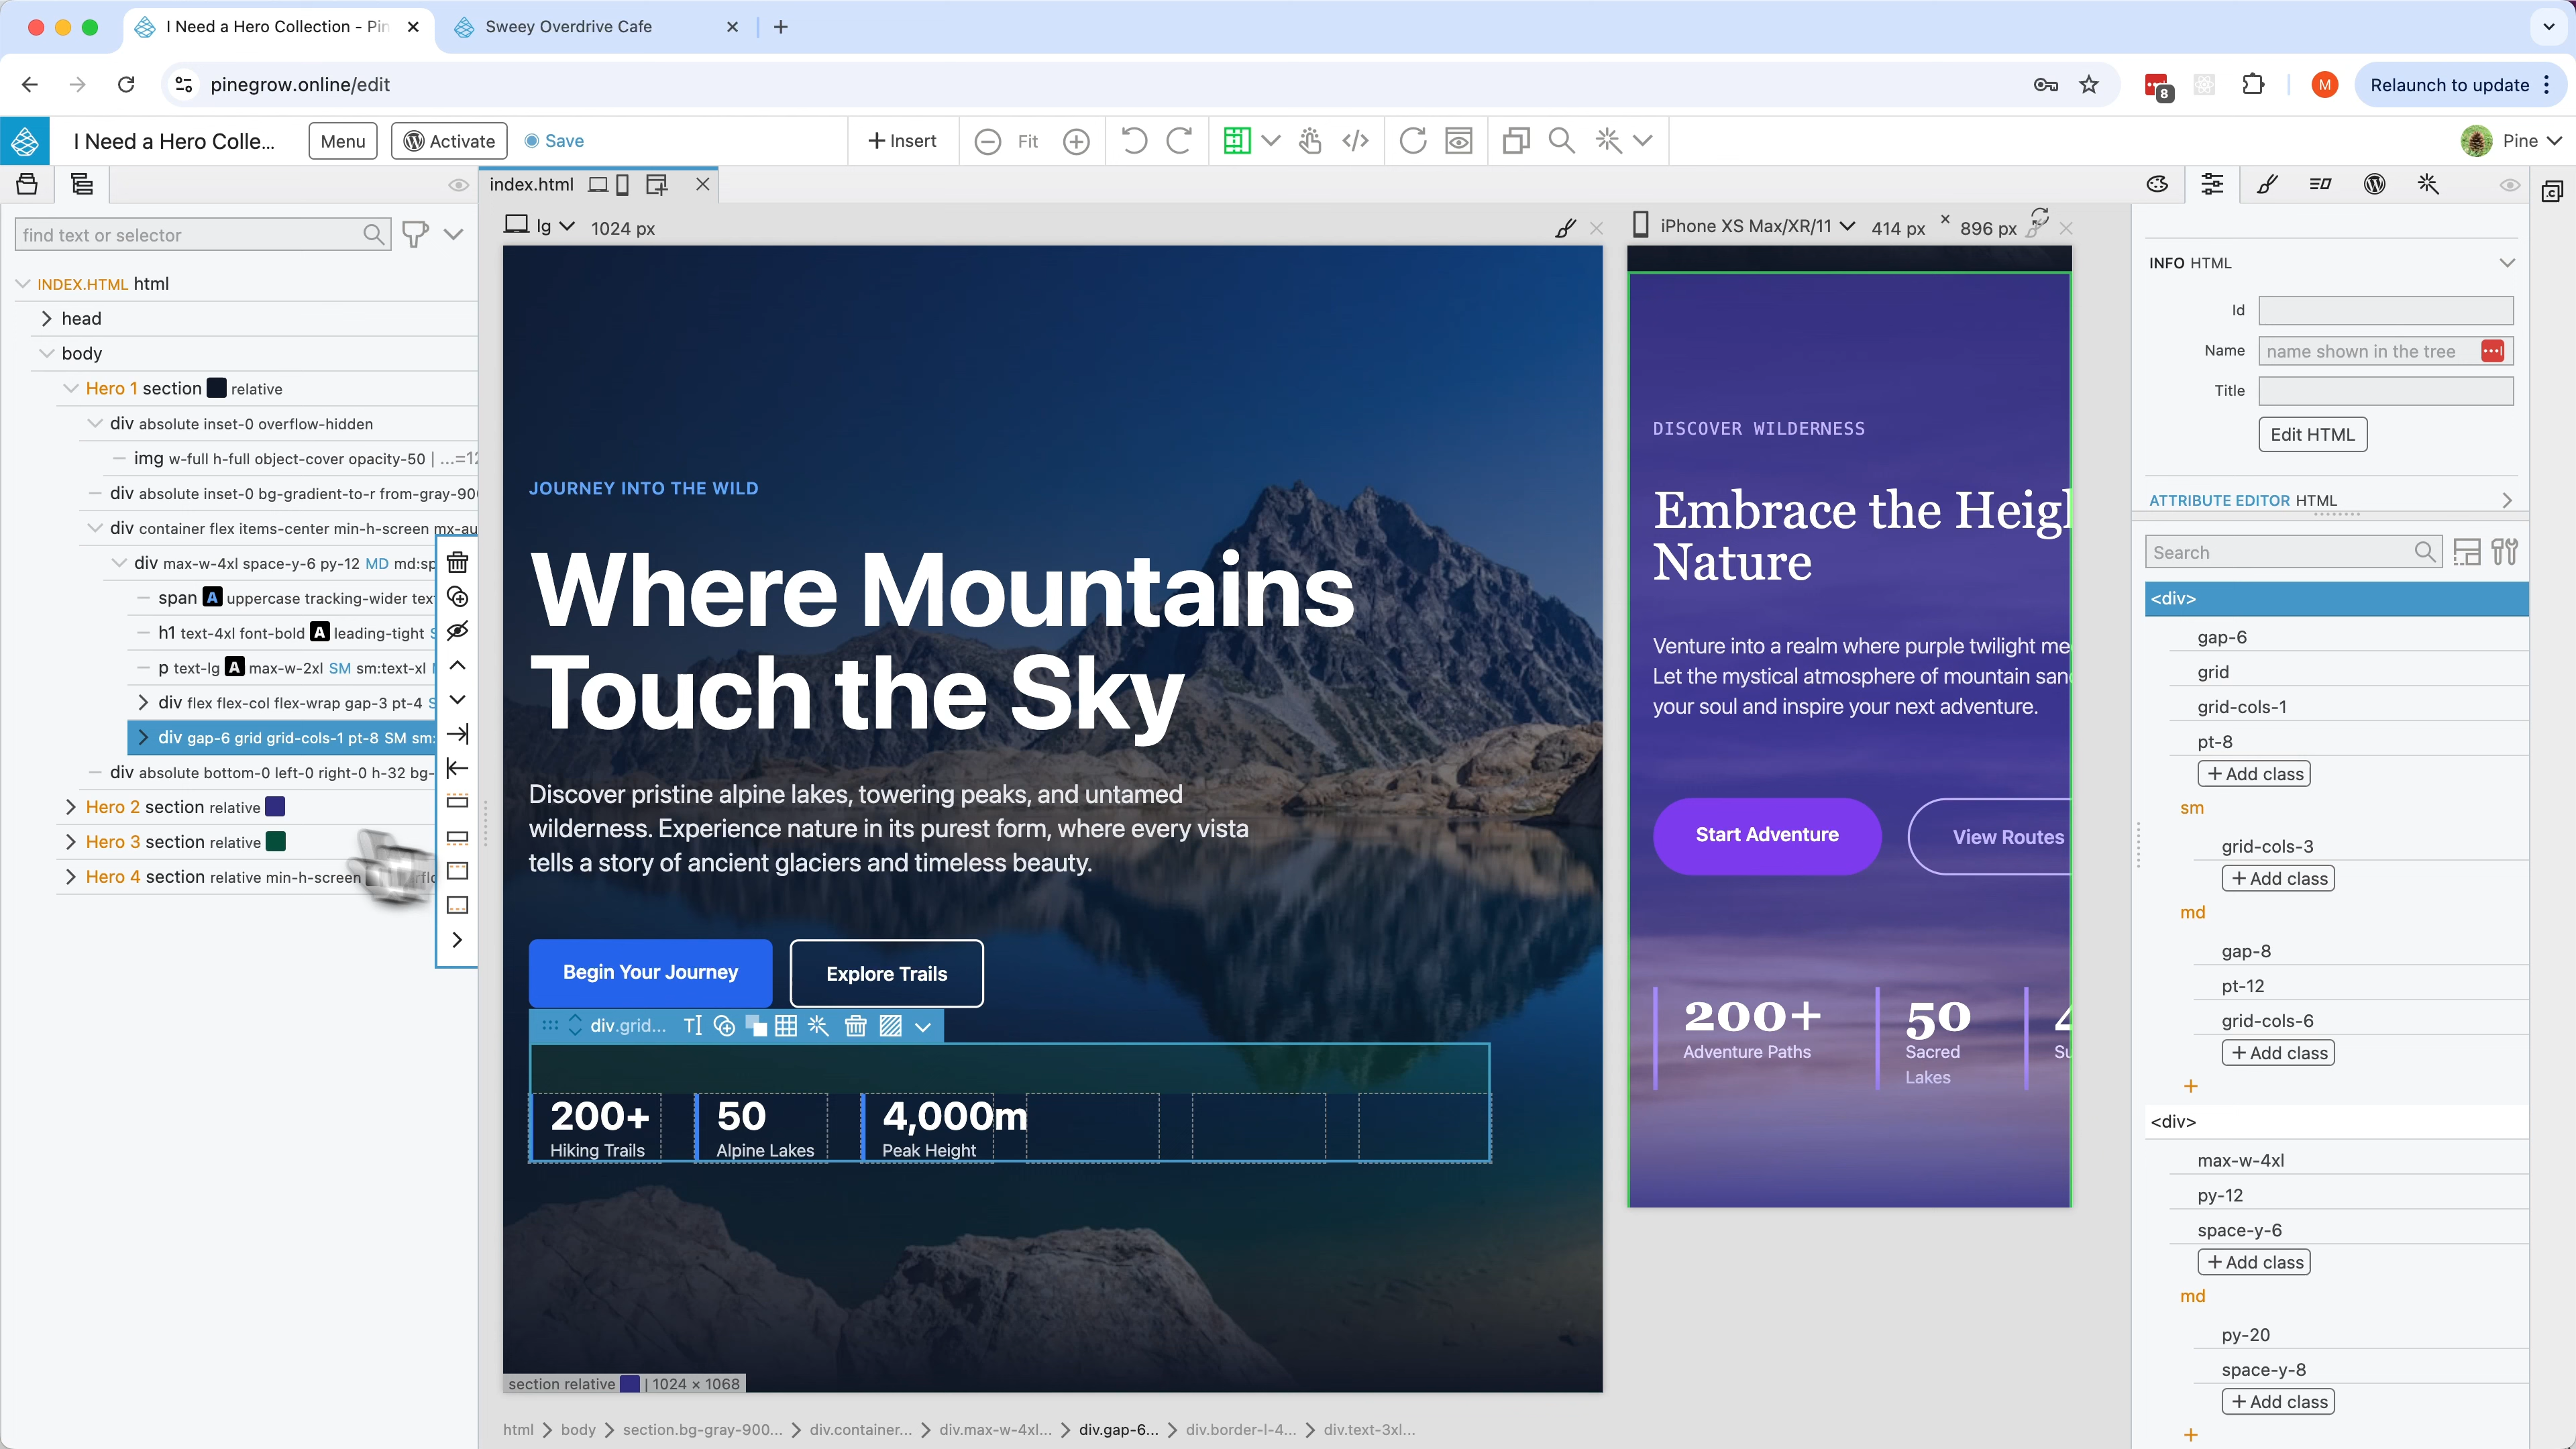 I Need a Hero Collection - Pin
Sweey Overdrive Cafe
pinegrow.online/edit
8
M
Relaunch to update
I Need a Hero Colle...
Menu
Activate
Save
+ Insert
Fit
Pine
index.html
find text or selector
lg
1024 px
iPhone XS Max/XR/11
414 px
×
896 px
INDEX.HTML html
head
body
Hero 1 section relative
div absolute inset-0 overflow-hidden
img w-full h-full object-cover opacity-50 | ...=12
div absolute inset-0 bg-gradient-to-r from-gray-900
div container flex items-center min-h-screen mx-au
div max-w-4xl space-y-6 py-12 MD md:sp
span A uppercase tracking-wider tex
h1 text-4xl font-bold A leading-tight S
p text-lg A max-w-2xl SM sm:text-xl
div flex flex-col flex-wrap gap-3 pt-4 S
div gap-6 grid grid-cols-1 pt-8 SM sm:
div absolute bottom-0 left-0 right-0 h-32 bg-
Hero 2 section relative
Hero 3 section relative
Hero 4 section relative min-h-screen
JOURNEY INTO THE WILD
Where Mountains
Touch the Sky
Discover pristine alpine lakes, towering peaks, and untamed
wilderness. Experience nature in its purest form, where every vista
tells a story of ancient glaciers and timeless beauty.
Begin Your Journey
Explore Trails
div.grid...
200+
Hiking Trails
50
Alpine Lakes
4,000m
Peak Height
section relative | 1024 × 1068
html > body > section.bg-gray-900... > div.container... > div.max-w-4xl... > div.gap-6... > div.border-l-4... > div.text-3xl...
DISCOVER WILDERNESS
Embrace the Heigh
Nature
Venture into a realm where purple twilight me
Let the mystical atmosphere of mountain san
your soul and inspire your next adventure.
Start Adventure
View Routes
200+
Adventure Paths
50
Sacred
Lakes
4
Su
INFO HTML
Id
Name
name shown in the tree
Title
Edit HTML
ATTRIBUTE EDITOR HTML
Search
<div>
gap-6
grid
grid-cols-1
pt-8
+ Add class
sm
grid-cols-3
+ Add class
md
gap-8
pt-12
grid-cols-6
+ Add class
+
<div>
max-w-4xl
py-12
space-y-6
+ Add class
md
py-20
space-y-8
+ Add class
+